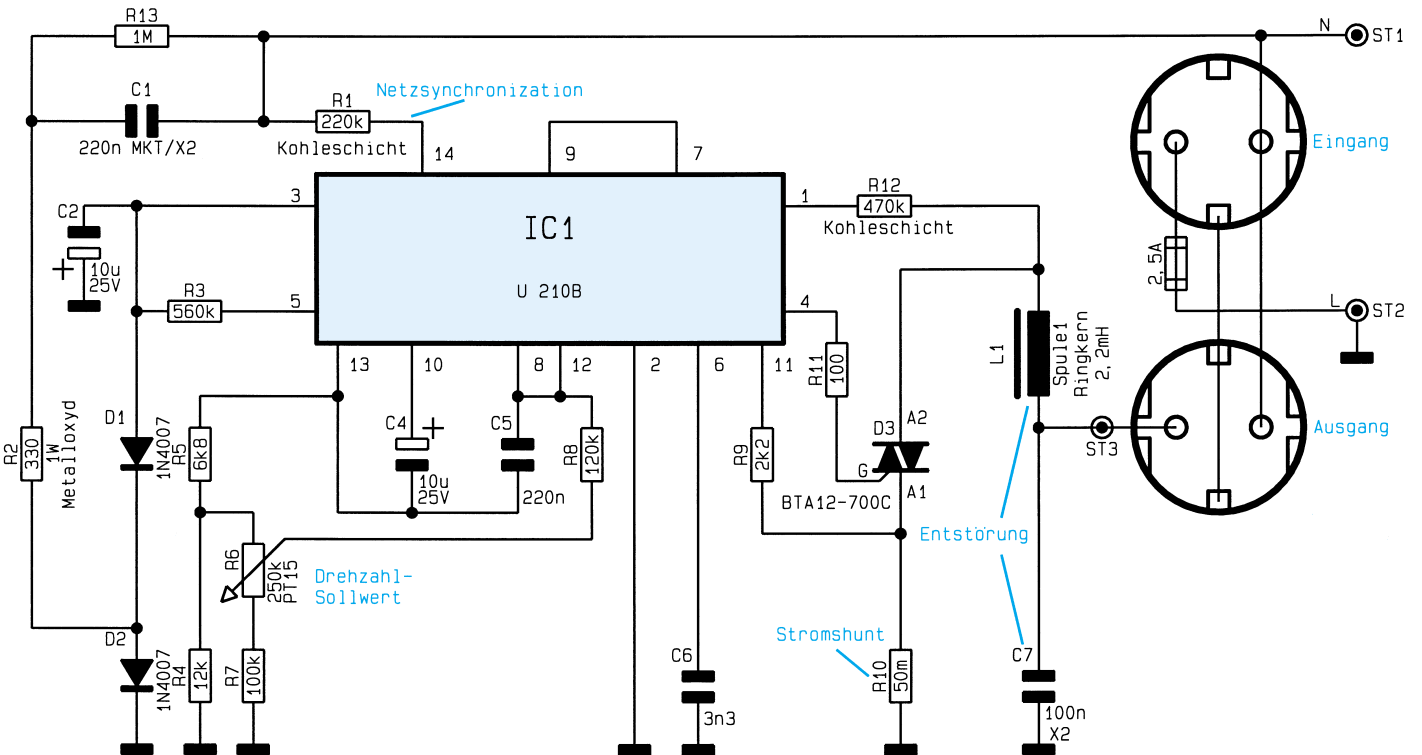 R13
1M
N
ST1
C1
220n MKT/X2
Netzsynchronization
R1
220k
Kohleschicht
14
9
7
Eingang
3
1
R12
470k
Kohleschicht
C2
+
10u
25V
IC1
U 210B
2,5A
R3
560k
5
4
L
ST2
L1
Spule1
Ringkern
2,2mH
13
10
8
12
2
6
11
R11
100
D1
1N4007
R2
330
1W
Metalloxyd
R5
6k8
C4
+
10u
25V
C5
220n
R8
120k
R9
2k2
D3
A2
G
A1
BTA12-700C
ST3
Ausgang
Entstörung
R6
250k
PT15
Drehzahl-
Sollwert
D2
1N4007
R4
12k
R7
100k
C6
3n3
Stromshunt
R10
50m
C7
100n
X2